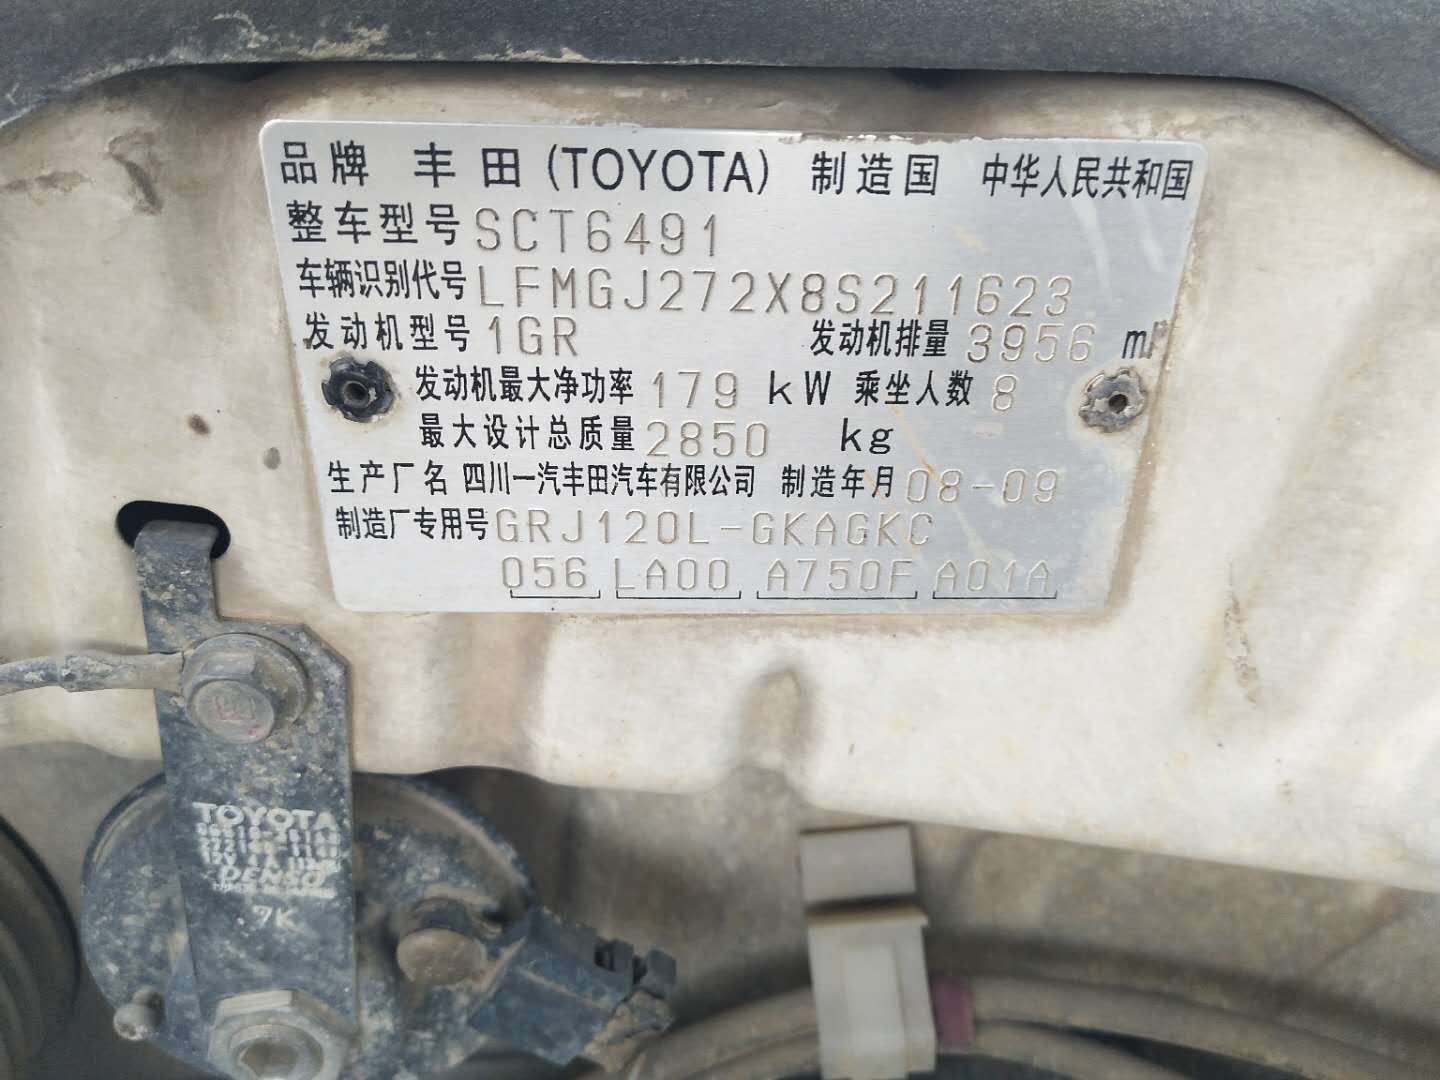 品牌 丰田(TOYOTA) 制造国 中华人民共和国
整车型号 SCT6491
车辆识别代号 LFMGJ272X8S211623
发动机型号 1GR 发动机排量 3956 ml
发动机最大净功率 179 kW 乘坐人数 8
最大设计总质量 2850 kg
生产厂名 四川一汽丰田汽车有限公司 制造年月 08-09
制造厂专用号 GRJ120L-GKAGKC
056 LA00 A750F A01A
TOYOTA
DENSO
7K